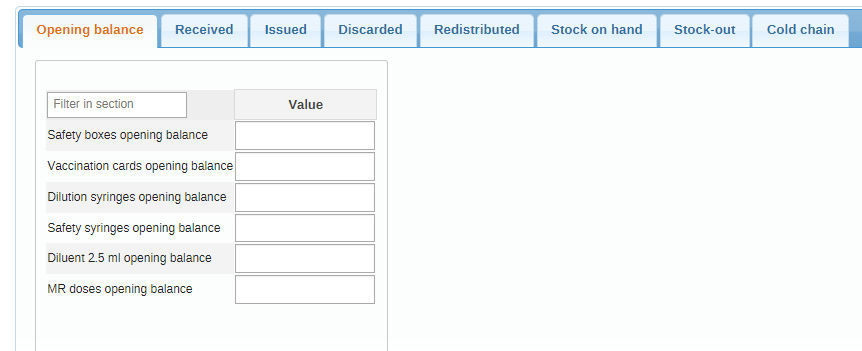 Opening balance Received Issued Discarded Redistributed Stock on hand Stock-out Cold chain
Filter in section Value
Safety boxes opening balance
Vaccination cards opening balance
Dilution syringes opening balance
Safety syringes opening balance
Diluent 2.5 ml opening balance
MR doses opening balance